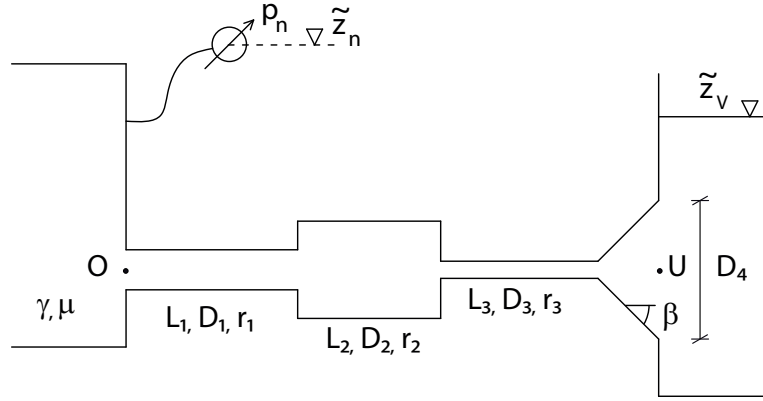 pₙ
z̃ₙ
z̃ᵥ
O
U
D₄
γ, μ
L₁, D₁, r₁
L₂, D₂, r₂
L₃, D₃, r₃
β